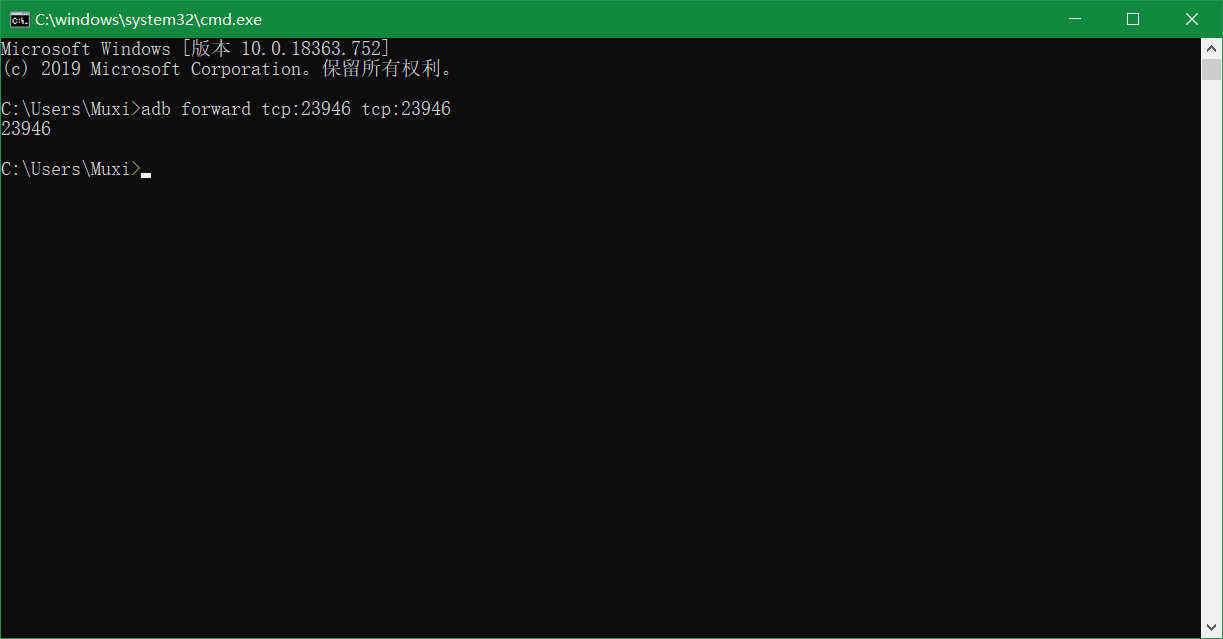 C:\windows\system32\cmd.exe
Microsoft Windows [版本 10.0.18363.752]
(c) 2019 Microsoft Corporation。保留所有权利。
C:\Users\Muxi>adb forward tcp:23946 tcp:23946
23946
C:\Users\Muxi>